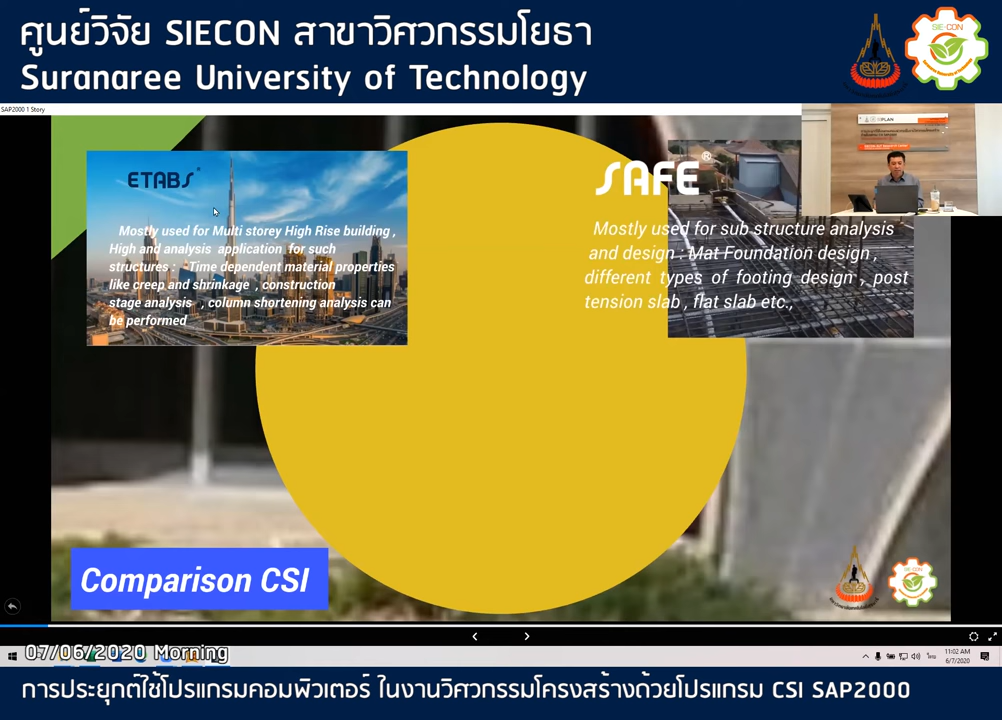 ศูนย์วิจัย SIECON สาขาวิศวกรรมโยธา
Suranaree University of Technology
SIE-CON
SAP2000 1 Story
ETABS
Mostly used for Multi storey High Rise building ,
High and analysis application for such
structures : Time dependent material properties
like creep and shrinkage , construction
stage analysis , column shortening analysis can
be performed
SAFE®
Mostly used for sub structure analysis
and design : Mat Foundation design ,
different types of footing design , post
tension slab , flat slab etc.,
Comparison CSI
SIE-CON
07/06/2020 Morning
11:02 AM
6/7/2020
การประยุกต์ใช้โปรแกรมคอมพิวเตอร์ ในงานวิศวกรรมโครงสร้างด้วยโปรแกรม CSI SAP2000